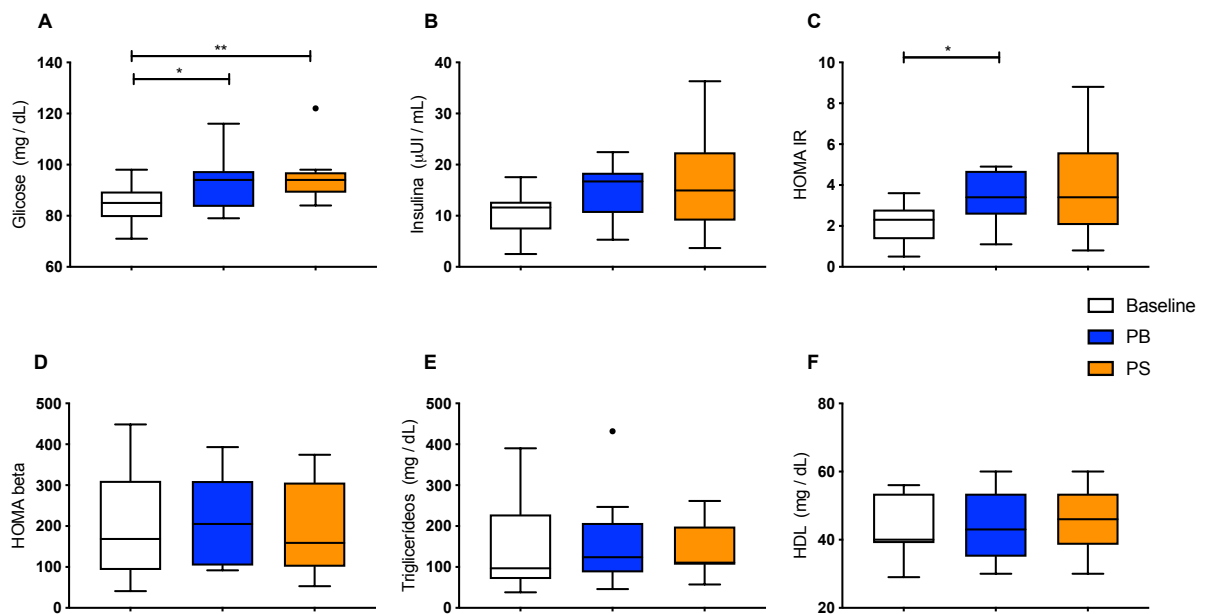 A
**
*
120
100
80
60
Glicose (mg / dL)
B
40
30
20
10
0
Insulina (μUI / mL)
C
*
10
8
6
4
2
0
HOMA IR
Baseline
PB
PS
D
500
400
300
200
100
0
HOMA beta
E
500
400
300
200
100
0
Triglicerídeos (mg / dL)
F
80
60
40
20
HDL (mg / dL)
140